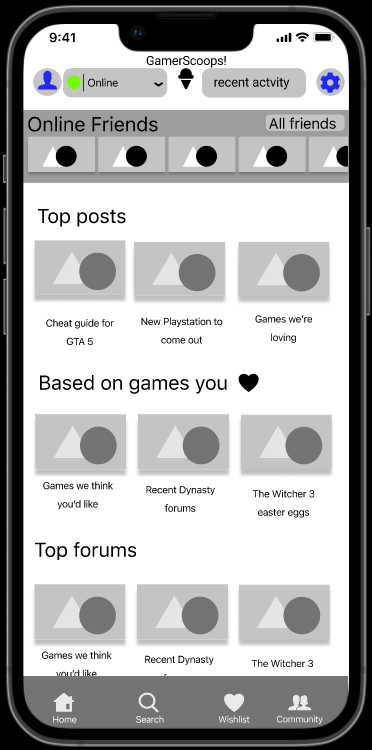 9:41
GamerScoops!
Online
recent actvity
Online Friends
All friends
Top posts
Cheat guide for
GTA 5
New Playstation to
come out
Games we're
loving
Based on games you
Games we think
you'd like
Recent Dynasty
forums
The Witcher 3
easter eggs
Top forums
Games we think
you'd like
Recent Dynasty
The Witcher 3
Home
Search
Wishlist
Community